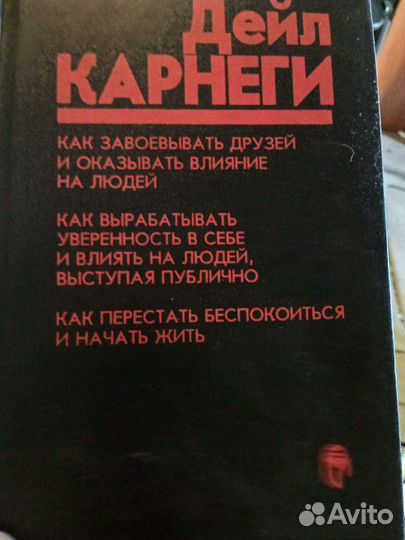 Дейл
КАРНЕГИ
КАК ЗАВОЕВЫВАТЬ ДРУЗЕЙ
И ОКАЗЫВАТЬ ВЛИЯНИЕ
НА ЛЮДЕЙ
КАК ВЫРАБАТЫВАТЬ
УВЕРЕННОСТЬ В СЕБЕ
И ВЛИЯТЬ НА ЛЮДЕЙ,
ВЫСТУПАЯ ПУБЛИЧНО
КАК ПЕРЕСТАТЬ БЕСПОКОИТЬСЯ
И НАЧАТЬ ЖИТЬ
Avito